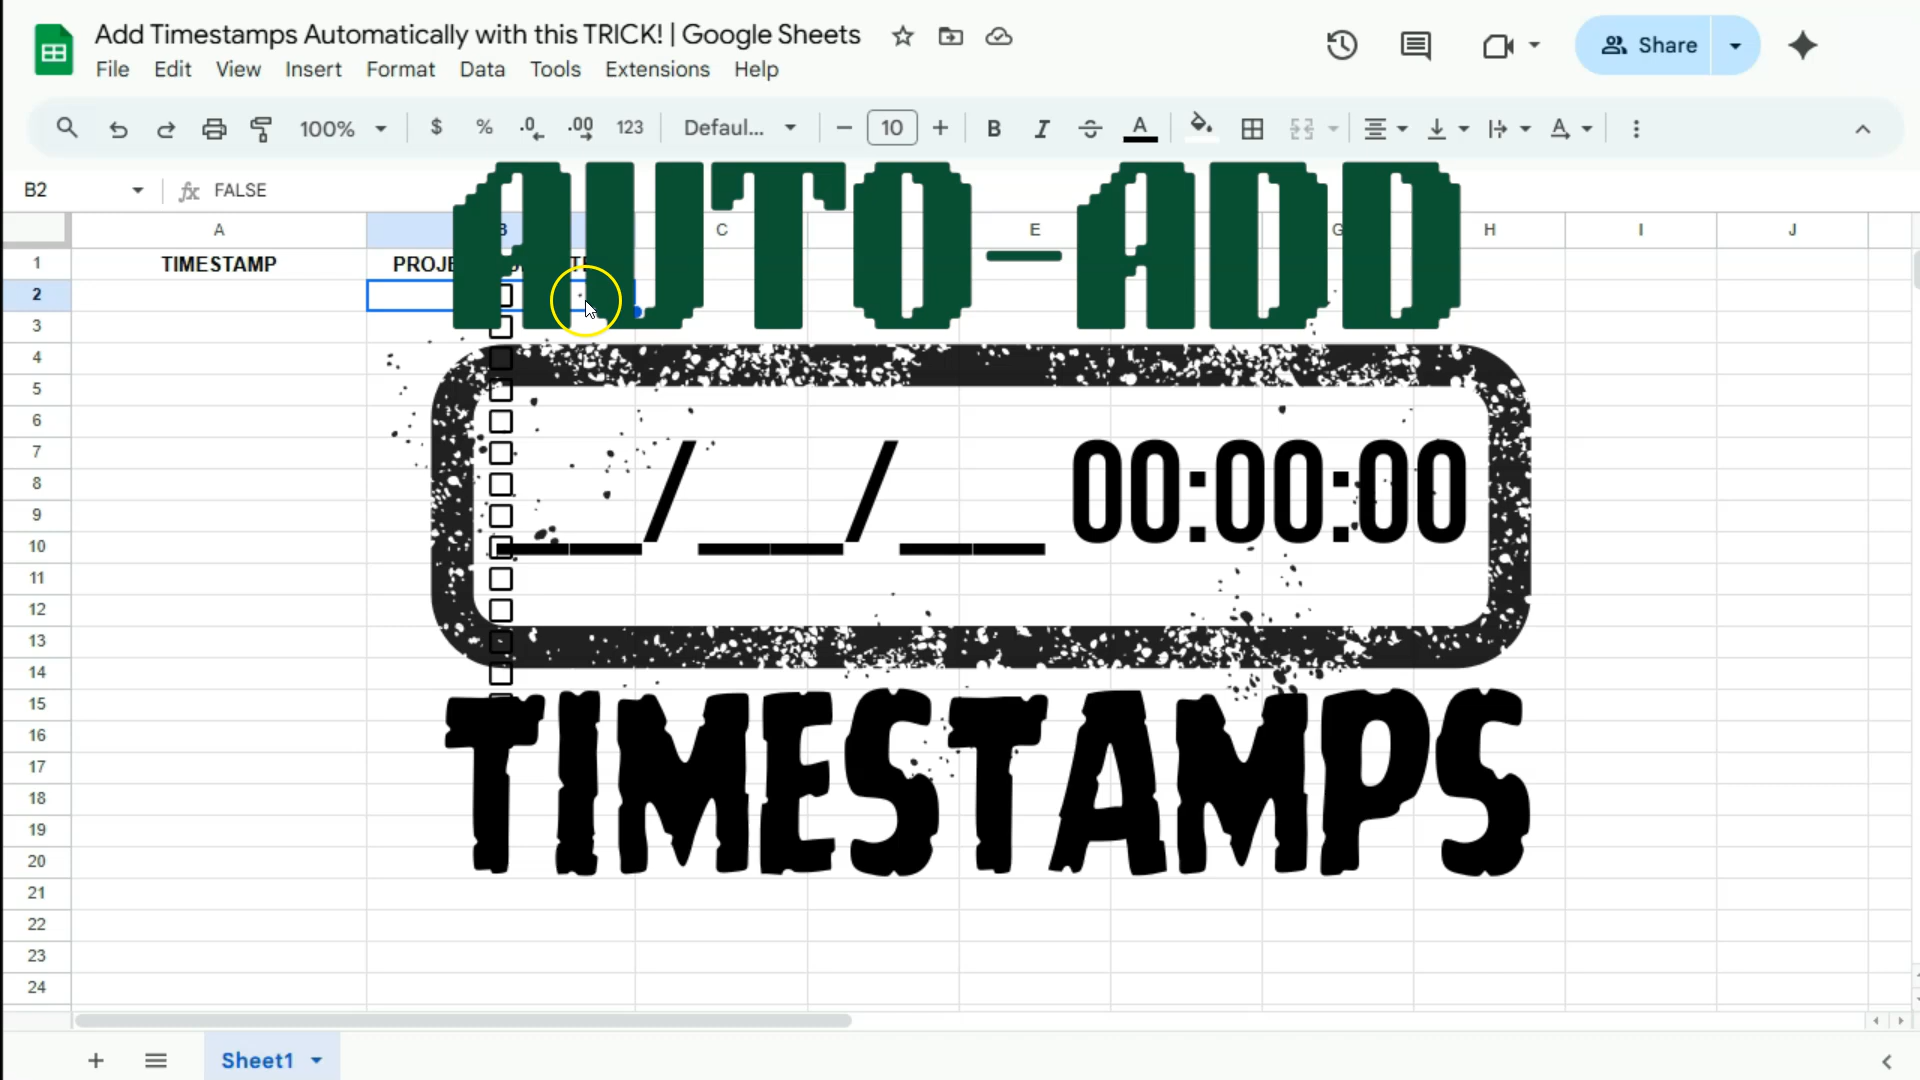 Add Timestamps Automatically with this TRICK! | Google Sheets
Share
File Edit View Insert Format Data Tools Extensions Help
100% $ % .0 .00 123 Defaul... 10 B I A A
B2 fx FALSE
A B C E G H I J
1 TIMESTAMP
2
3
4
5
6
7
8
9
10
11
12
13
14
15
16
17
18
19
20
21
22
23
24
AUTO-ADD
__/__/__ 00:00:00
TIMESTAMPS
Sheet1